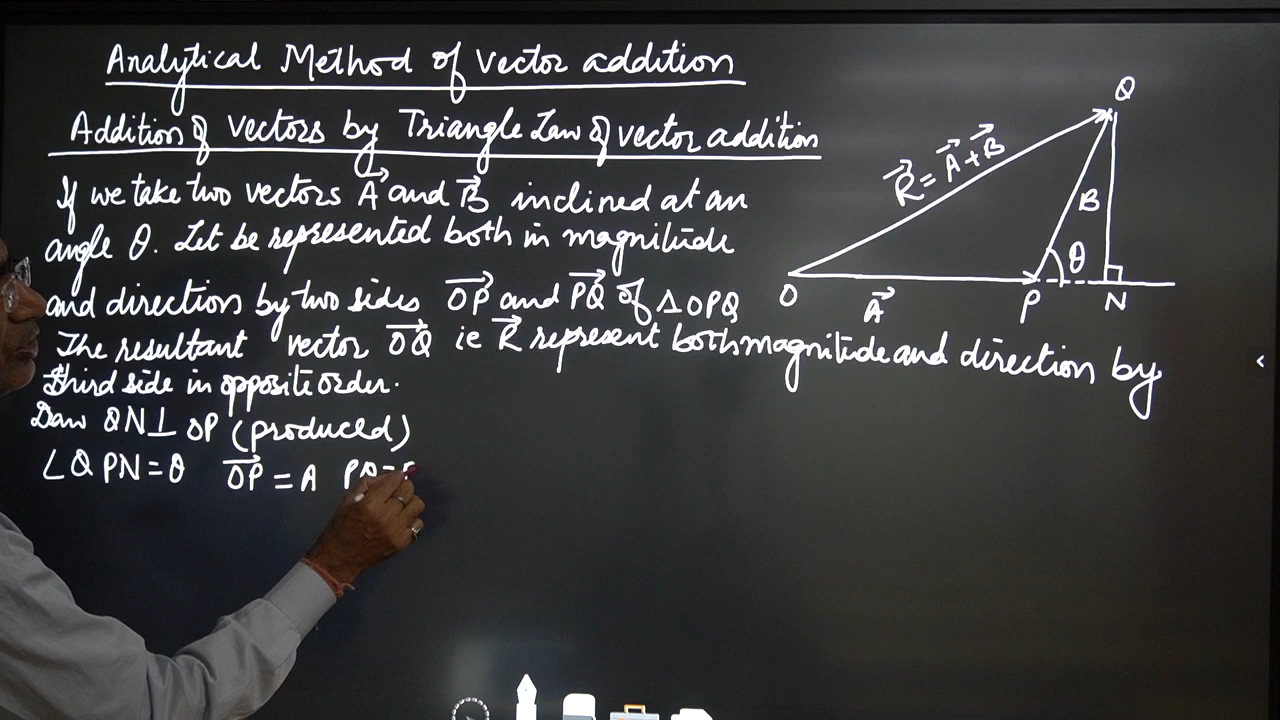 Analytical Method of vector addition
Addition of vectors by Triangle Law of vector addition
If we take two vectors A⃗ and B⃗ inclined at an
angle θ. Let be represented both in magnitude
and direction by two sides OP⃗ and PQ⃗ of △OPQ
The resultant vector OQ⃗ ie R⃗ represent both magnitude and direction by
third side in opposite order.
Daw QN⊥ OP (produced)
∠QPN=θ OP⃗ = A PQ=
Q
R⃗ = A⃗ + B⃗
B
θ
O
P
N
A⃗